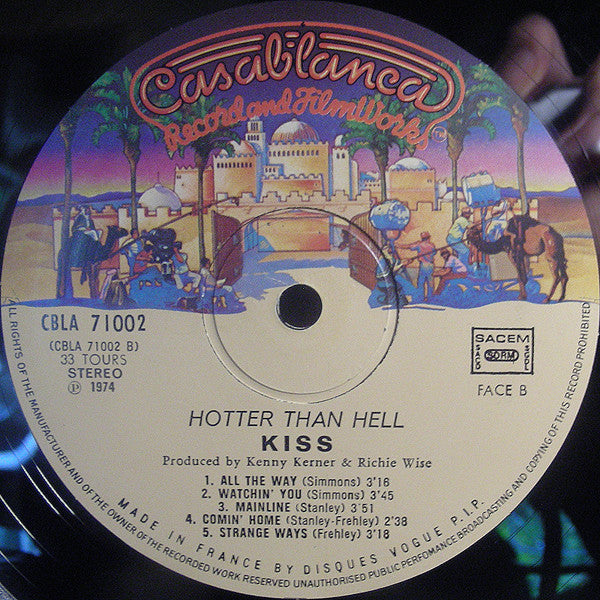 Casablanca
Record and FilmWorks
TM
CBLA 71002
(CBLA 71002 B)
33 TOURS
STEREO
Ⓟ 1974
SACEM
SACD
SDRM
SGDL
FACE B
HOTTER THAN HELL
KISS
Produced by Kenny Kerner & Richie Wise
1. ALL THE WAY (Simmons) 3'16
2. WATCHIN' YOU (Simmons) 3'45
3. MAINLINE (Stanley) 3'51
4. COMIN' HOME (Stanley-Frehley) 2'38
5. STRANGE WAYS (Frehley) 3'18
MADE IN FRANCE BY DISQUES VOGUE P.I.P.
ALL RIGHTS OF THE MANUFACTURER AND OF THE OWNER OF THE RECORDED WORK RESERVED UNAUTHORISED PUBLIC PERFOMANCE BROADCASTING AND COPYING OF THIS RECORD PROHIBITED